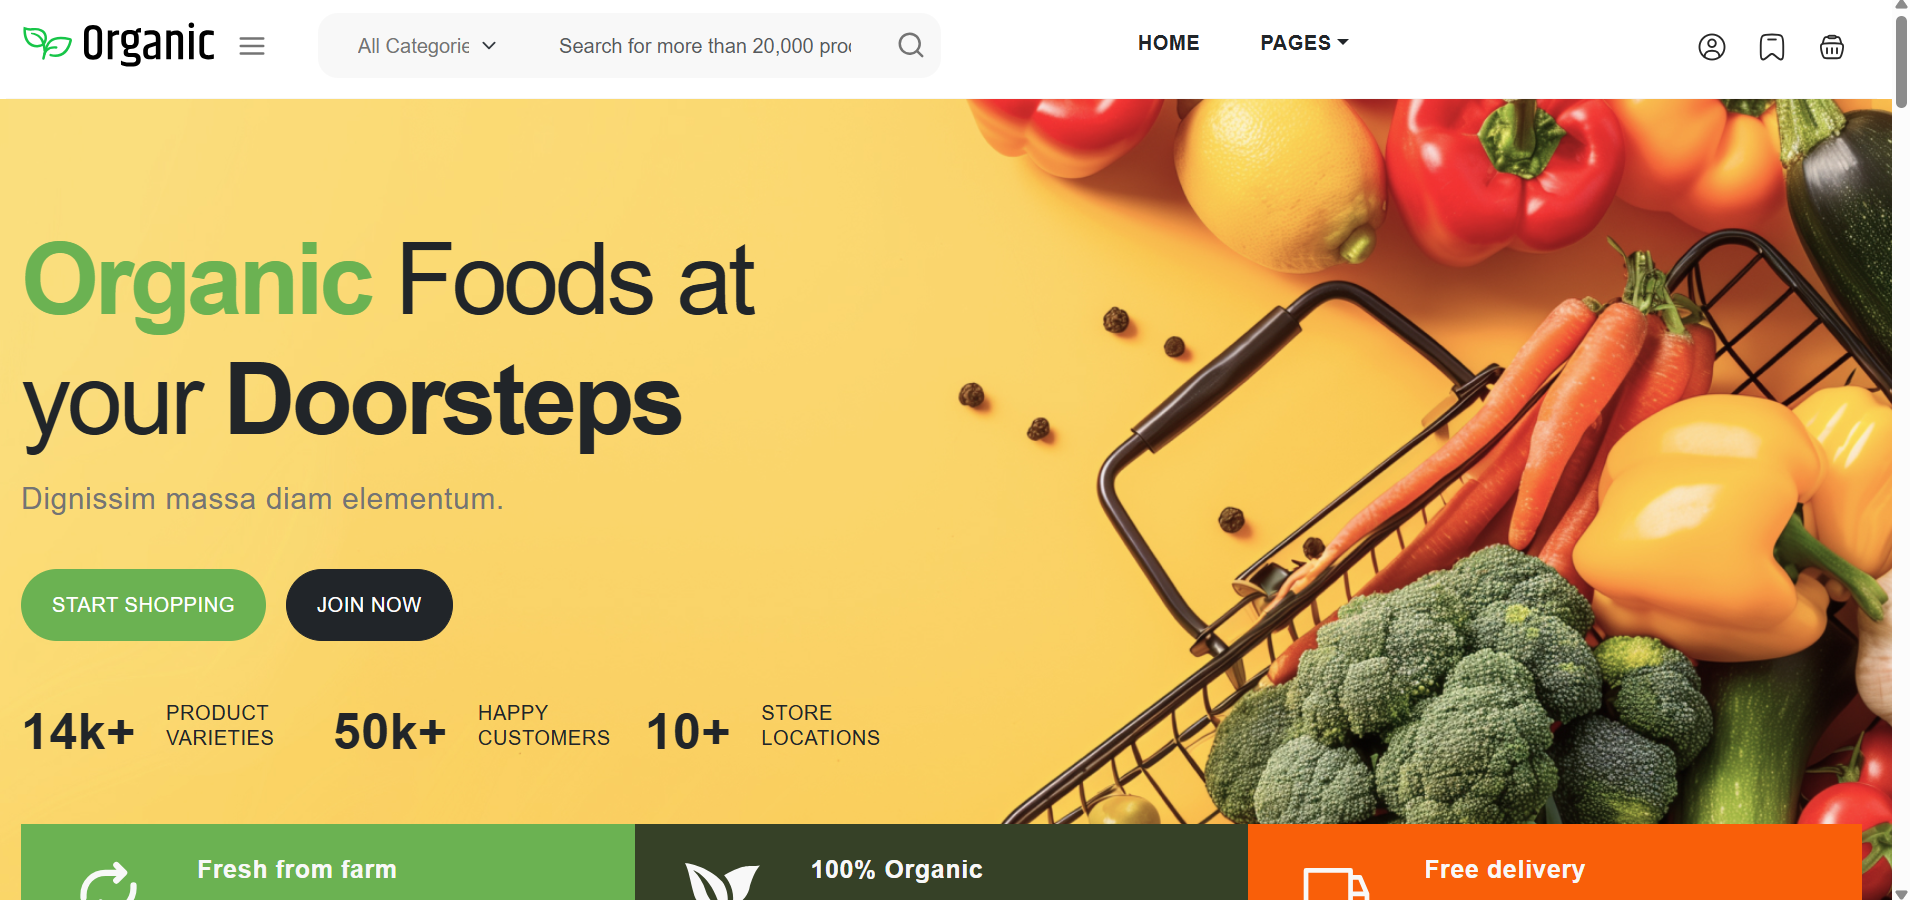 Organic
All Categorie
Search for more than 20,000 pro
HOME
PAGES
Organic Foods at
your Doorsteps
Dignissim massa diam elementum.
START SHOPPING
JOIN NOW
14k+
PRODUCT
VARIETIES
50k+
HAPPY
CUSTOMERS
10+
STORE
LOCATIONS
Fresh from farm
100% Organic
Free delivery